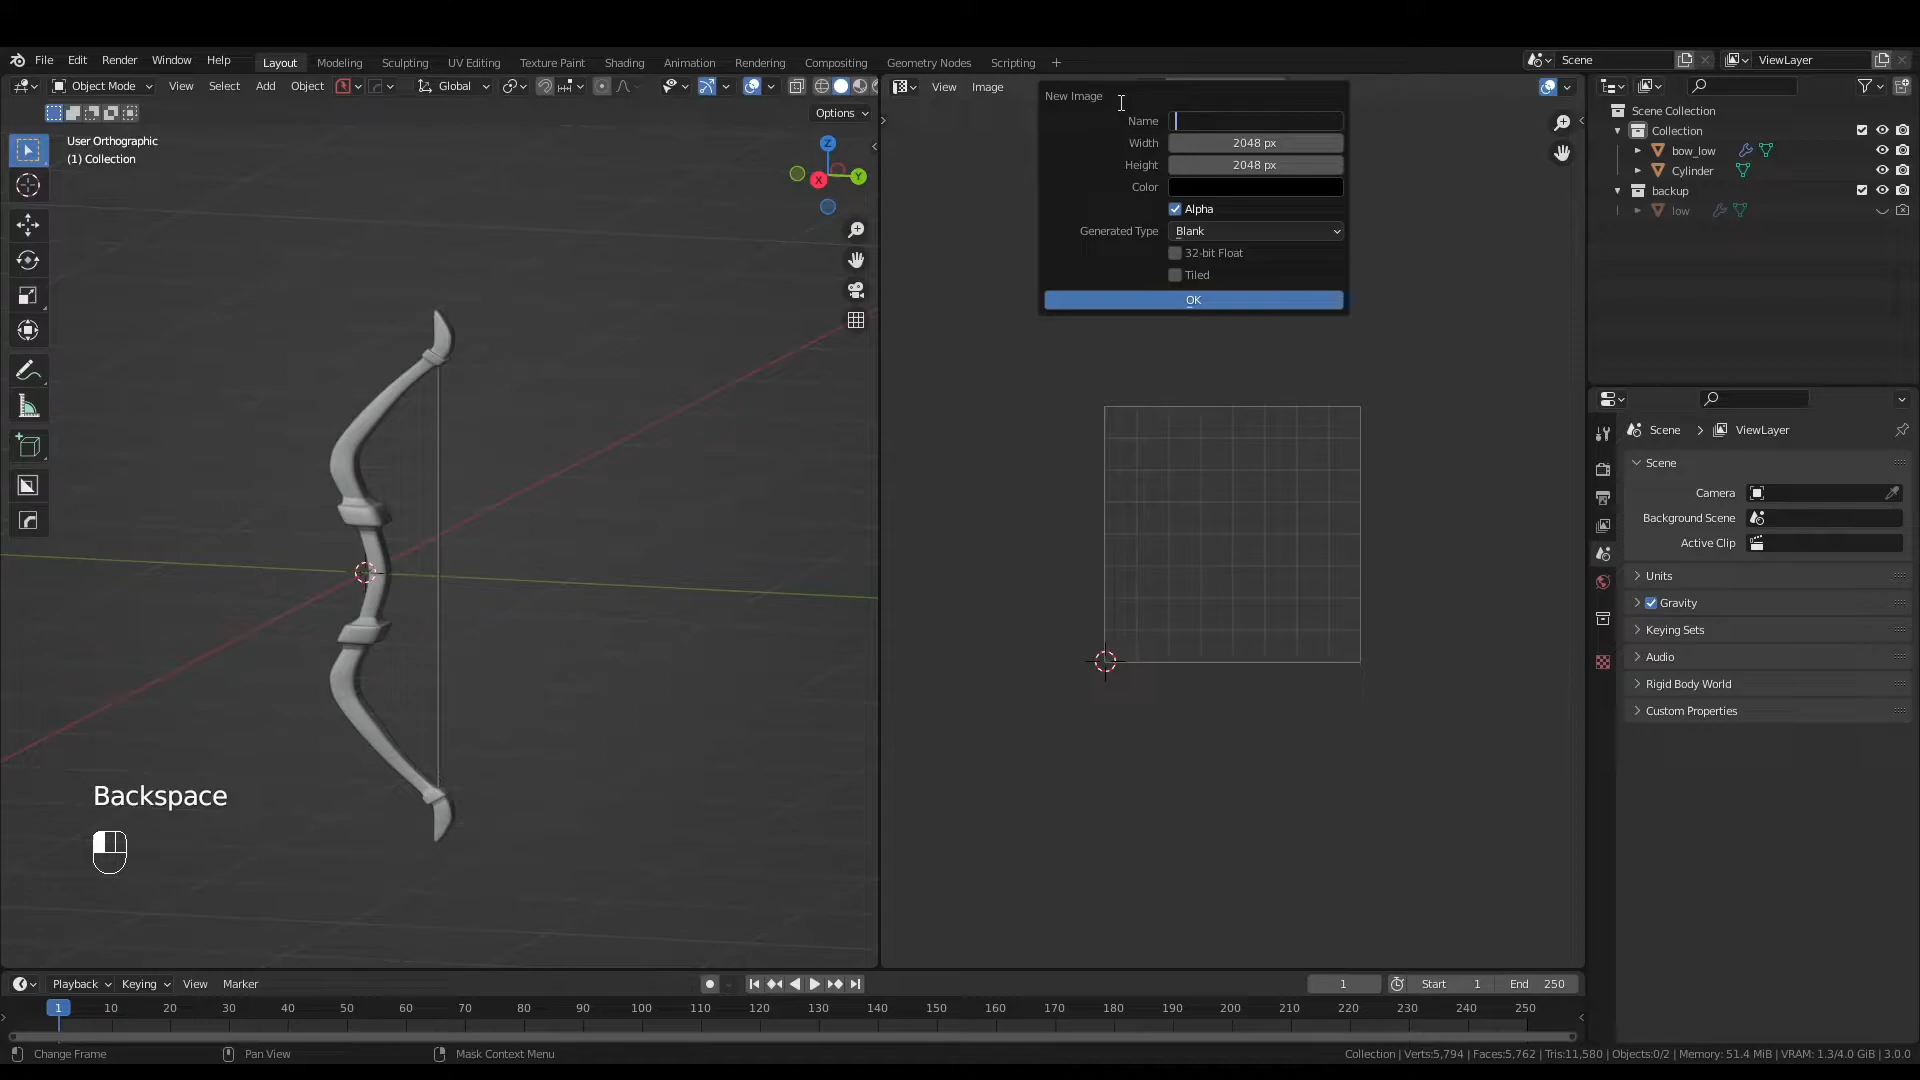 File Edit Render Window Help Layout Modeling Sculpting UV Editing Texture Paint Shading Animation Rendering Compositing Geometry Nodes Scripting + Scene ViewLayer
Object Mode View Select Add Object Global View Image
Options
User Orthographic
(1) Collection
Z
X
Y
New Image
Name
Width 2048 px
Height 2048 px
Color
Alpha
Generated Type Blank
32-bit Float
Tiled
OK
Scene Collection
Collection
bow_low
Cylinder
backup
low
Scene > ViewLayer
Scene
Camera
Background Scene
Active Clip
Units
Gravity
Keying Sets
Audio
Rigid Body World
Custom Properties
Backspace
Playback Keying View Marker 1 Start 1 End 250
1 10 20 30 40 50 60 70 80 90 100 110 120 130 140 150 160 170 180 190 200 210 220 230 240 250
Change Frame Pan View Mask Context Menu Collection | Verts:5,794 | Faces:5,762 | Tris:11,580 | Objects:0/2 | Memory: 51.4 MiB | VRAM: 1.3/4.0 GiB | 3.0.0